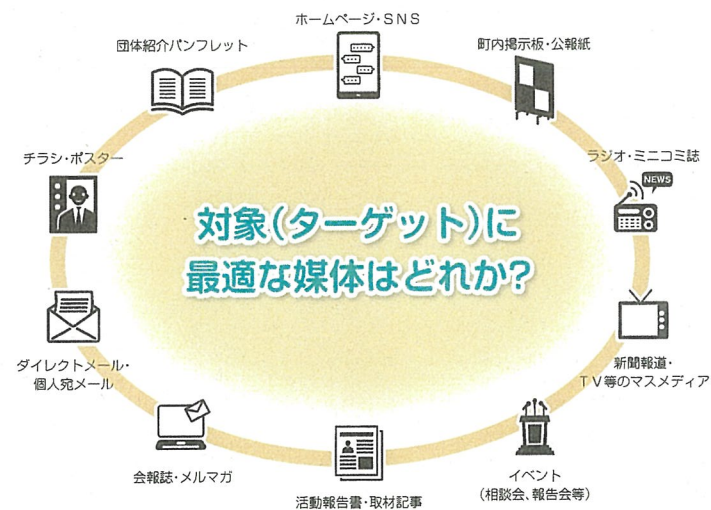 ホームページ・SNS
団体紹介パンフレット
町内掲示板・公報紙
チラシ・ポスター
ラジオ・ミニコミ誌
NEWS
対象(ターゲット)に
最適な媒体はどれか?
ダイレクトメール・
個人宛メール
新聞報道・
TV等のマスメディア
会報誌・メルマガ
活動報告書・取材記事
イベント
(相談会、報告会等)